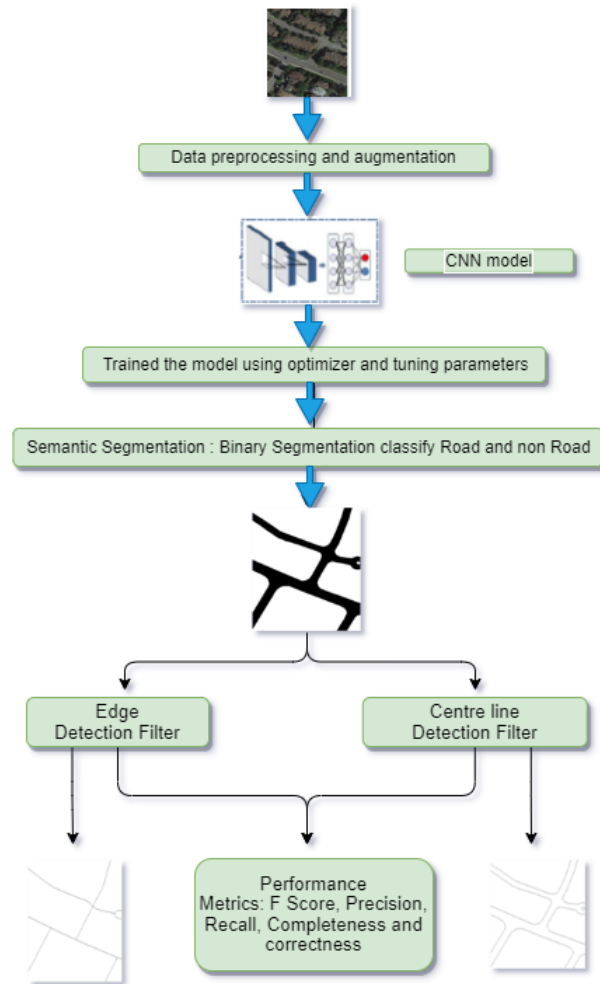 Data preprocessing and augmentation
CNN model
Trained the model using optimizer and tuning parameters
Semantic Segmentation : Binary Segmentation classify Road and non Road
Edge
Detection Filter
Centre line
Detection Filter
Performance
Metrics: F Score, Precision,
Recall, Completeness and
correctness